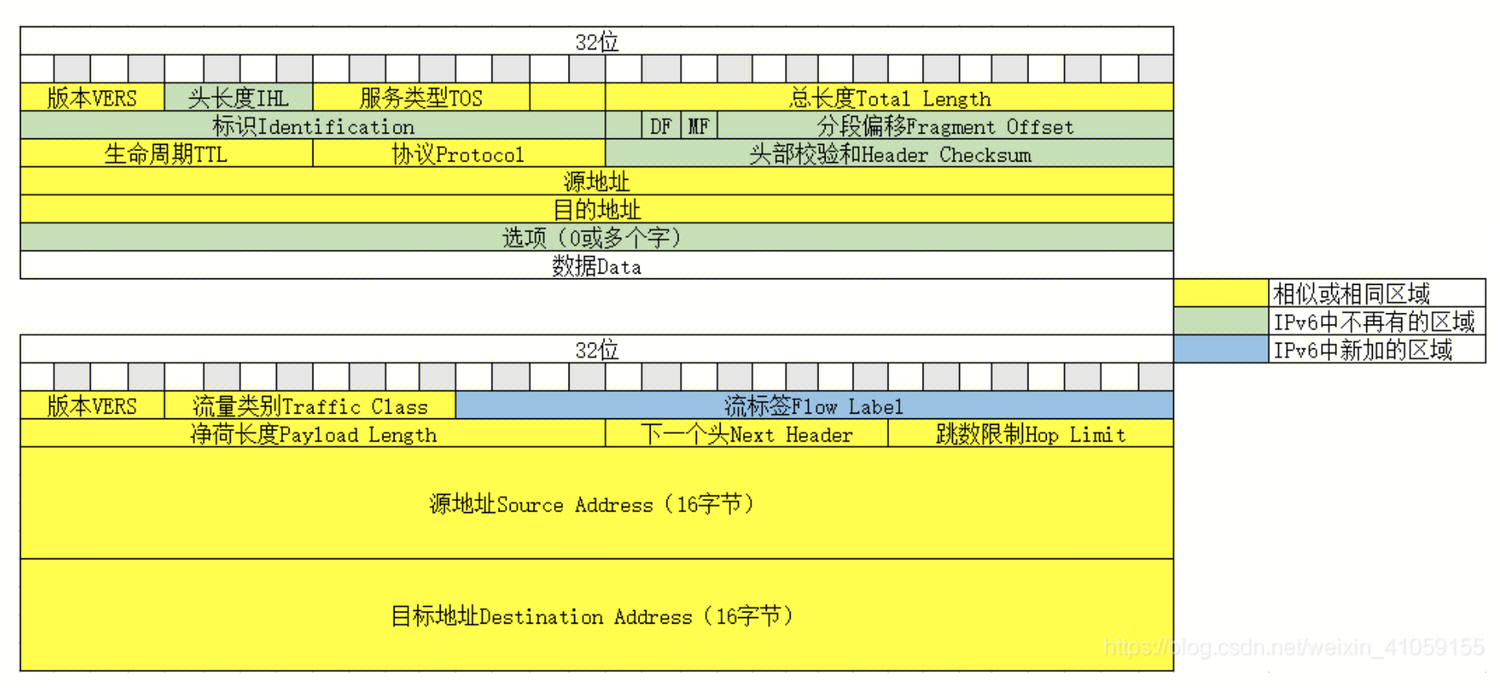 32位
版本VERS 头长度IHL 服务类型TOS 总长度Total Length
标识Identification DF MF 分段偏移Fragment Offset
生命周期TTL 协议Protocol 头部校验和Header Checksum
源地址
目的地址
选项（0或多个字）
数据Data
相似或相同区域
IPv6中不再有的区域
IPv6中新加的区域
32位
版本VERS 流量类别Traffic Class 流标签Flow Label
净荷长度Payload Length 下一个头Next Header 跳数限制Hop Limit
源地址Source Address（16字节）
目标地址Destination Address（16字节）
https://blog.csdn.net/weixin_41059155